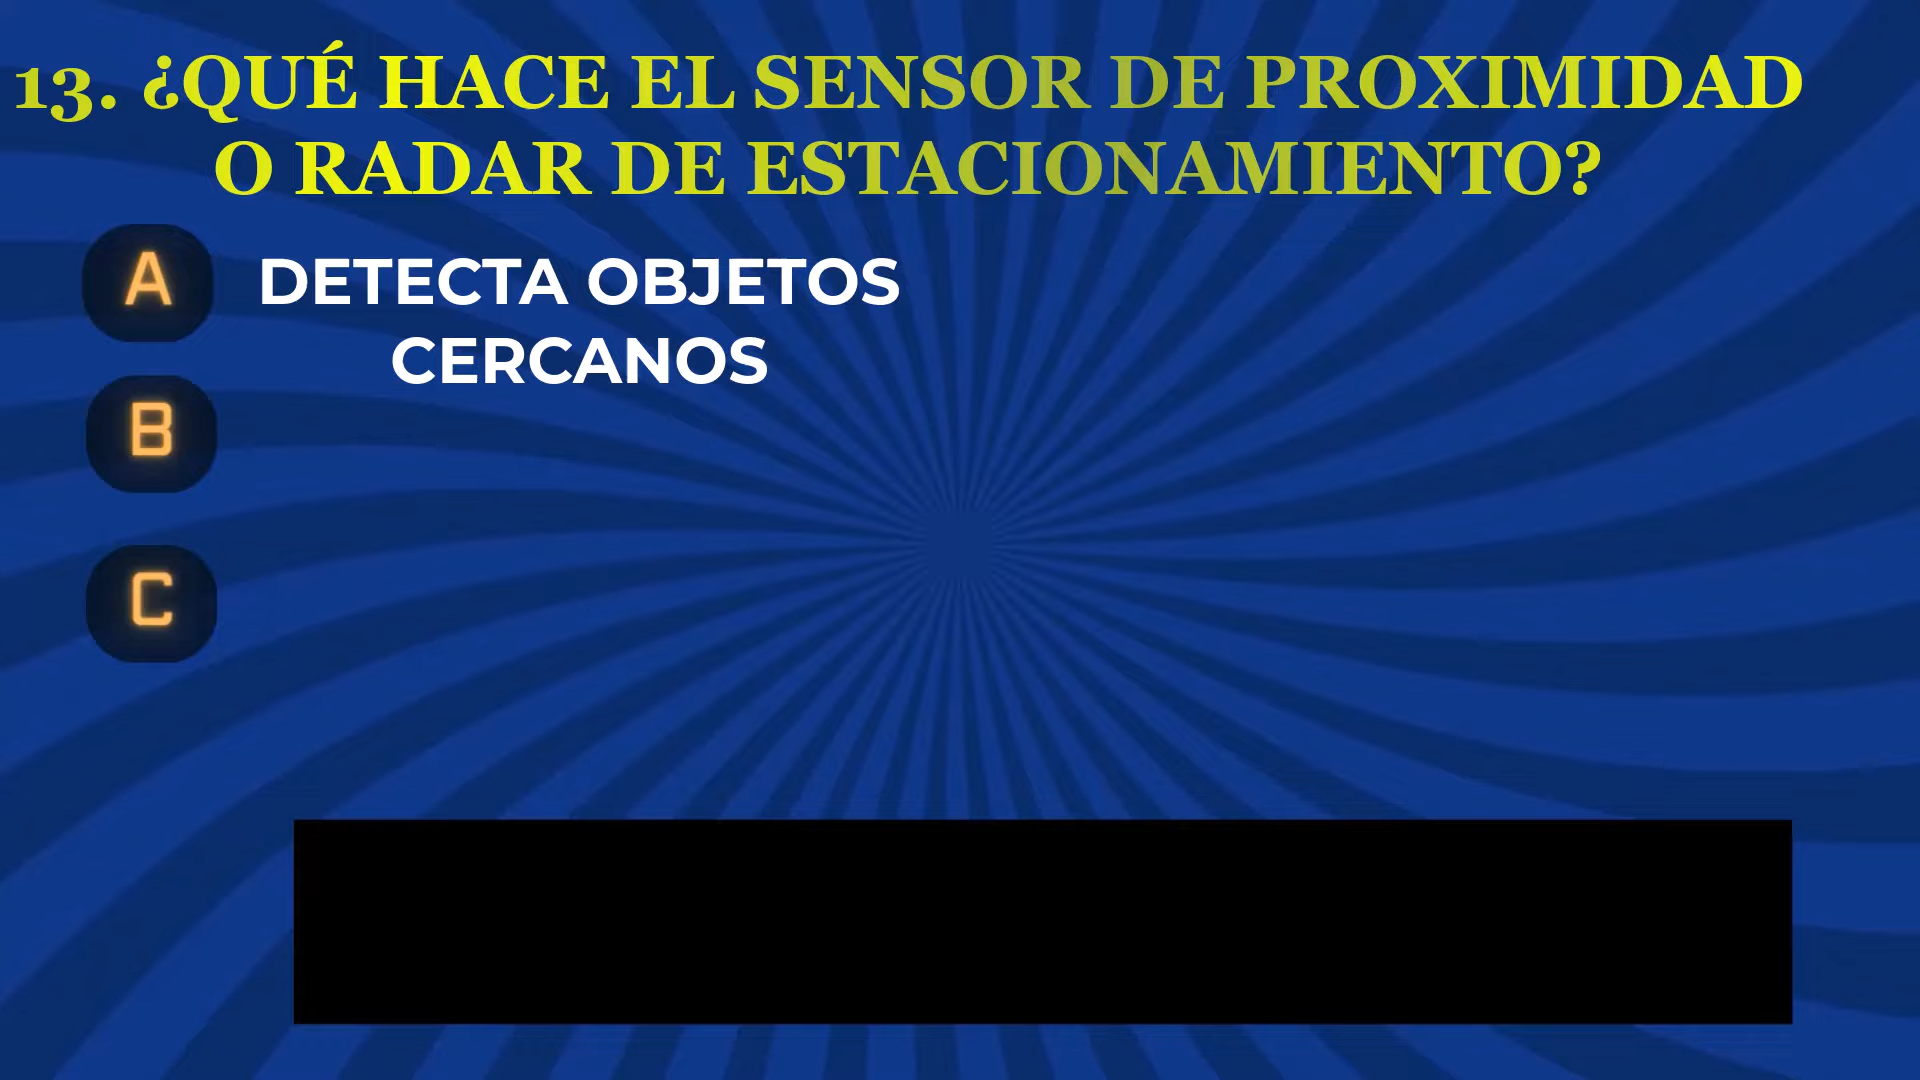 13. ¿QUÉ HACE EL SENSOR DE PROXIMIDAD
O RADAR DE ESTACIONAMIENTO?
A DETECTA OBJETOS
CERCANOS
B
C